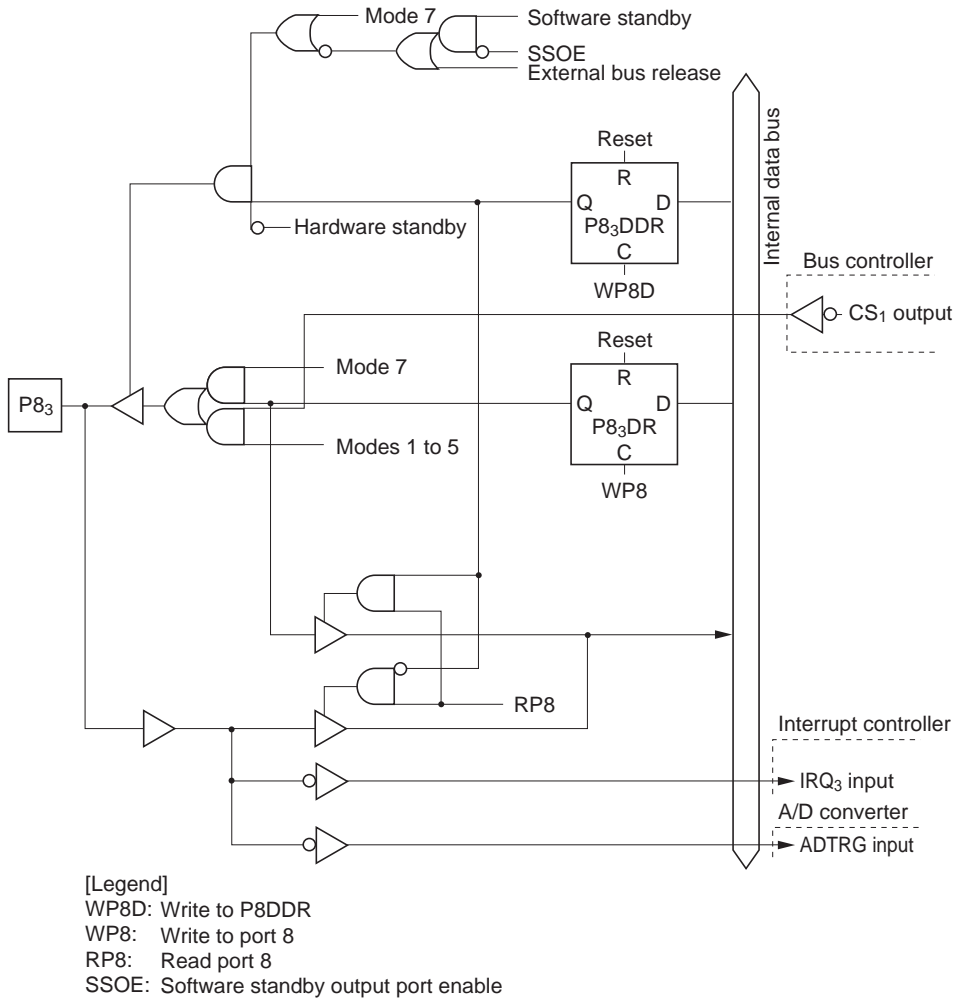 Mode 7
Software standby
SSOE
External bus release
Reset
R
Q D
P8₃DDR
C
WP8D
Hardware standby
Internal data bus
Bus controller
CS₁ output
Reset
R
Q D
P8₃DR
C
WP8
Mode 7
P8₃
Modes 1 to 5
RP8
Interrupt controller
IRQ₃ input
A/D converter
ADTRG input
[Legend]
WP8D: Write to P8DDR
WP8: Write to port 8
RP8: Read port 8
SSOE: Software standby output port enable